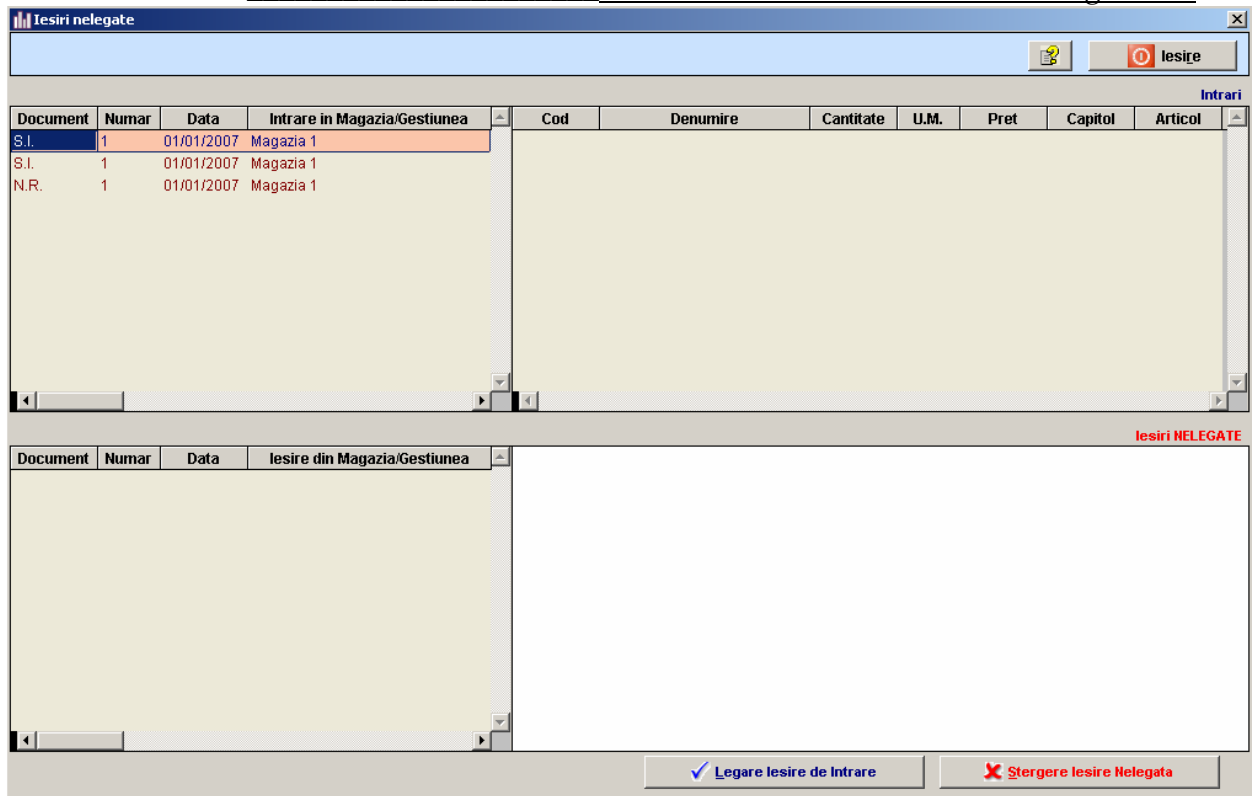 Iesiri nelegate
Iesire
Intrari
Document Numar Data Intrare in Magazia/Gestiunea Cod Denumire Cantitate U.M. Pret Capitol Articol
S.I. 1 01/01/2007 Magazia 1
S.I. 1 01/01/2007 Magazia 1
N.R. 1 01/01/2007 Magazia 1
Iesiri NELEGATE
Document Numar Data Iesire din Magazia/Gestiunea
Legare Iesire de Intrare Stergere Iesire Nelegata